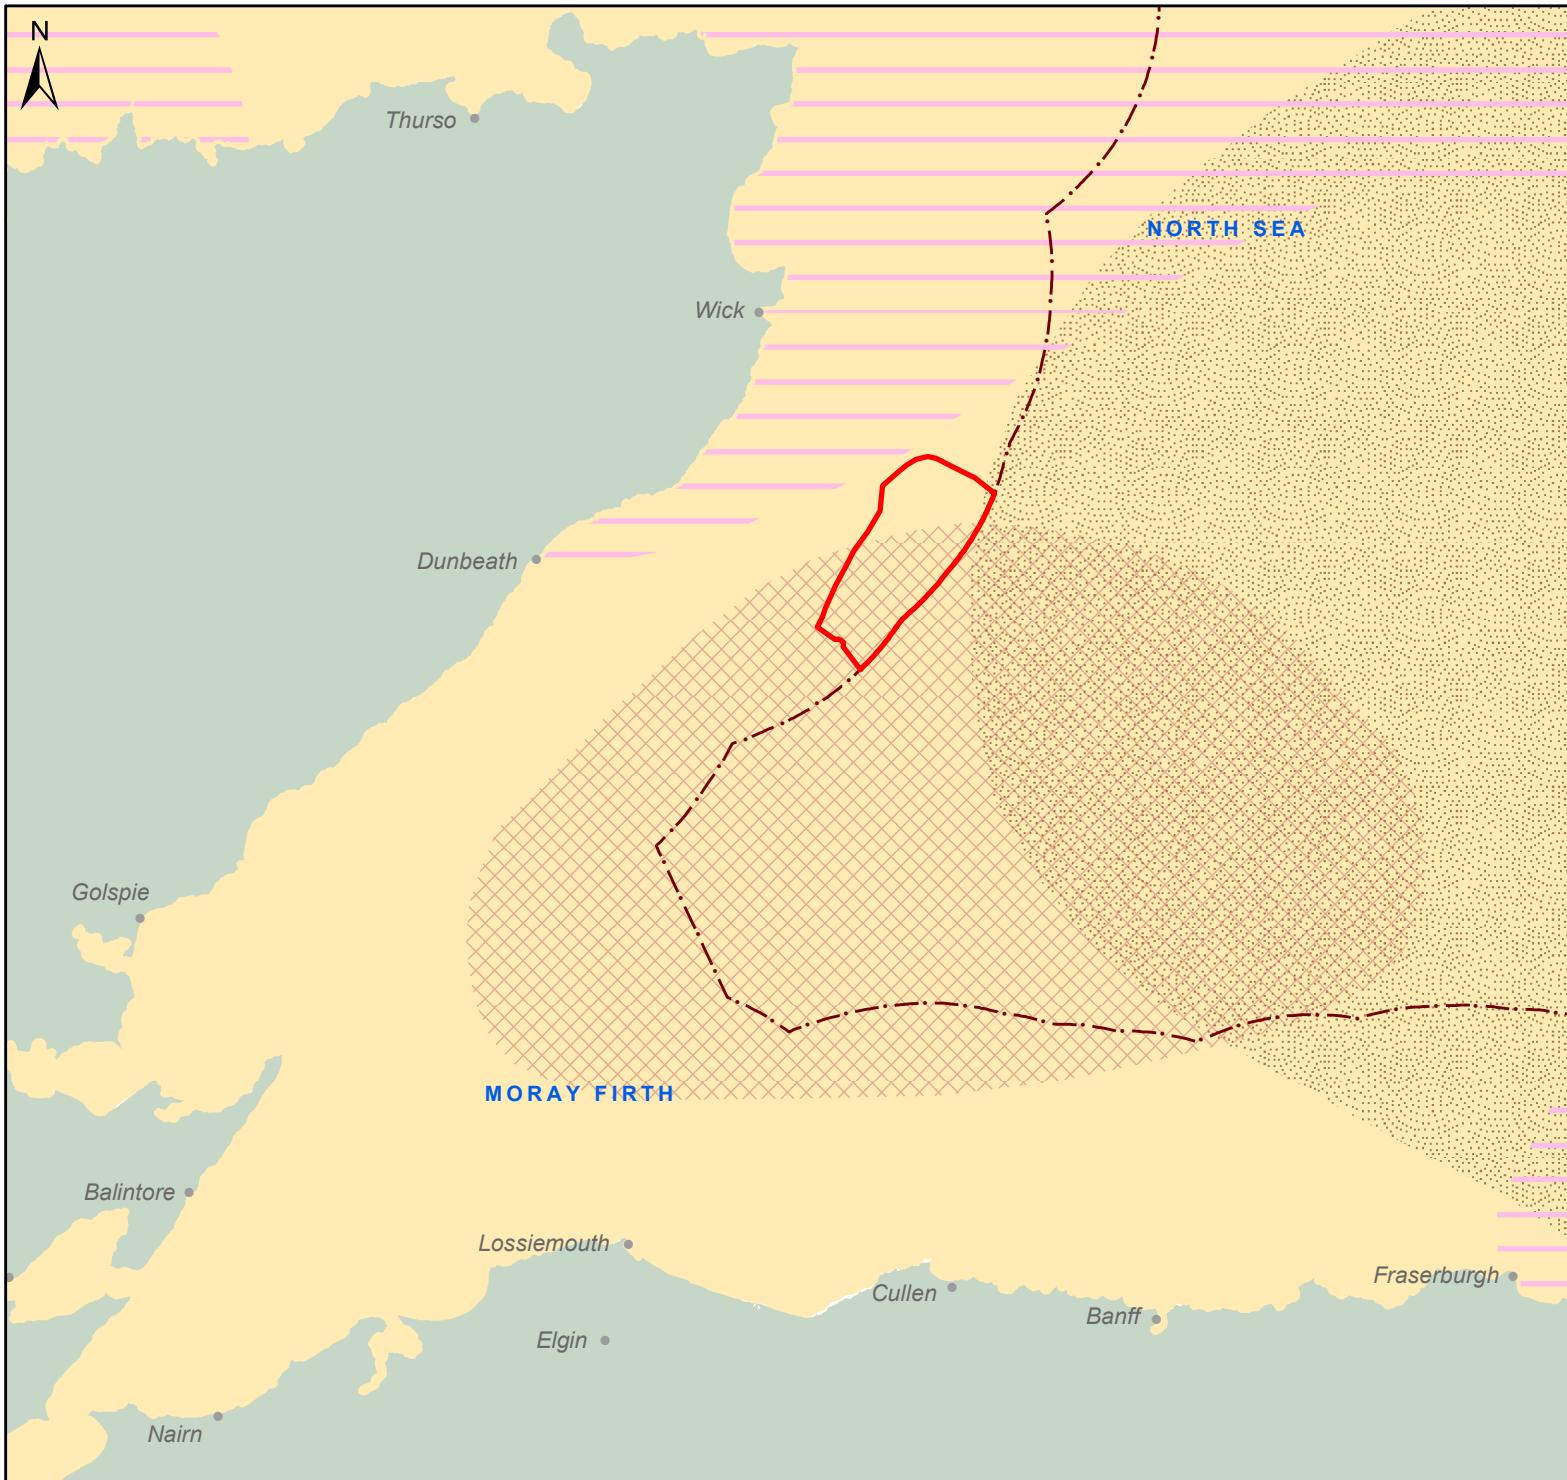 N
Thurso
NORTH SEA
Wick
Dunbeath
Golspie
MORAY FIRTH
Balintore
Lossiemouth
Fraserburgh
Cullen
Banff
Elgin
Nairn